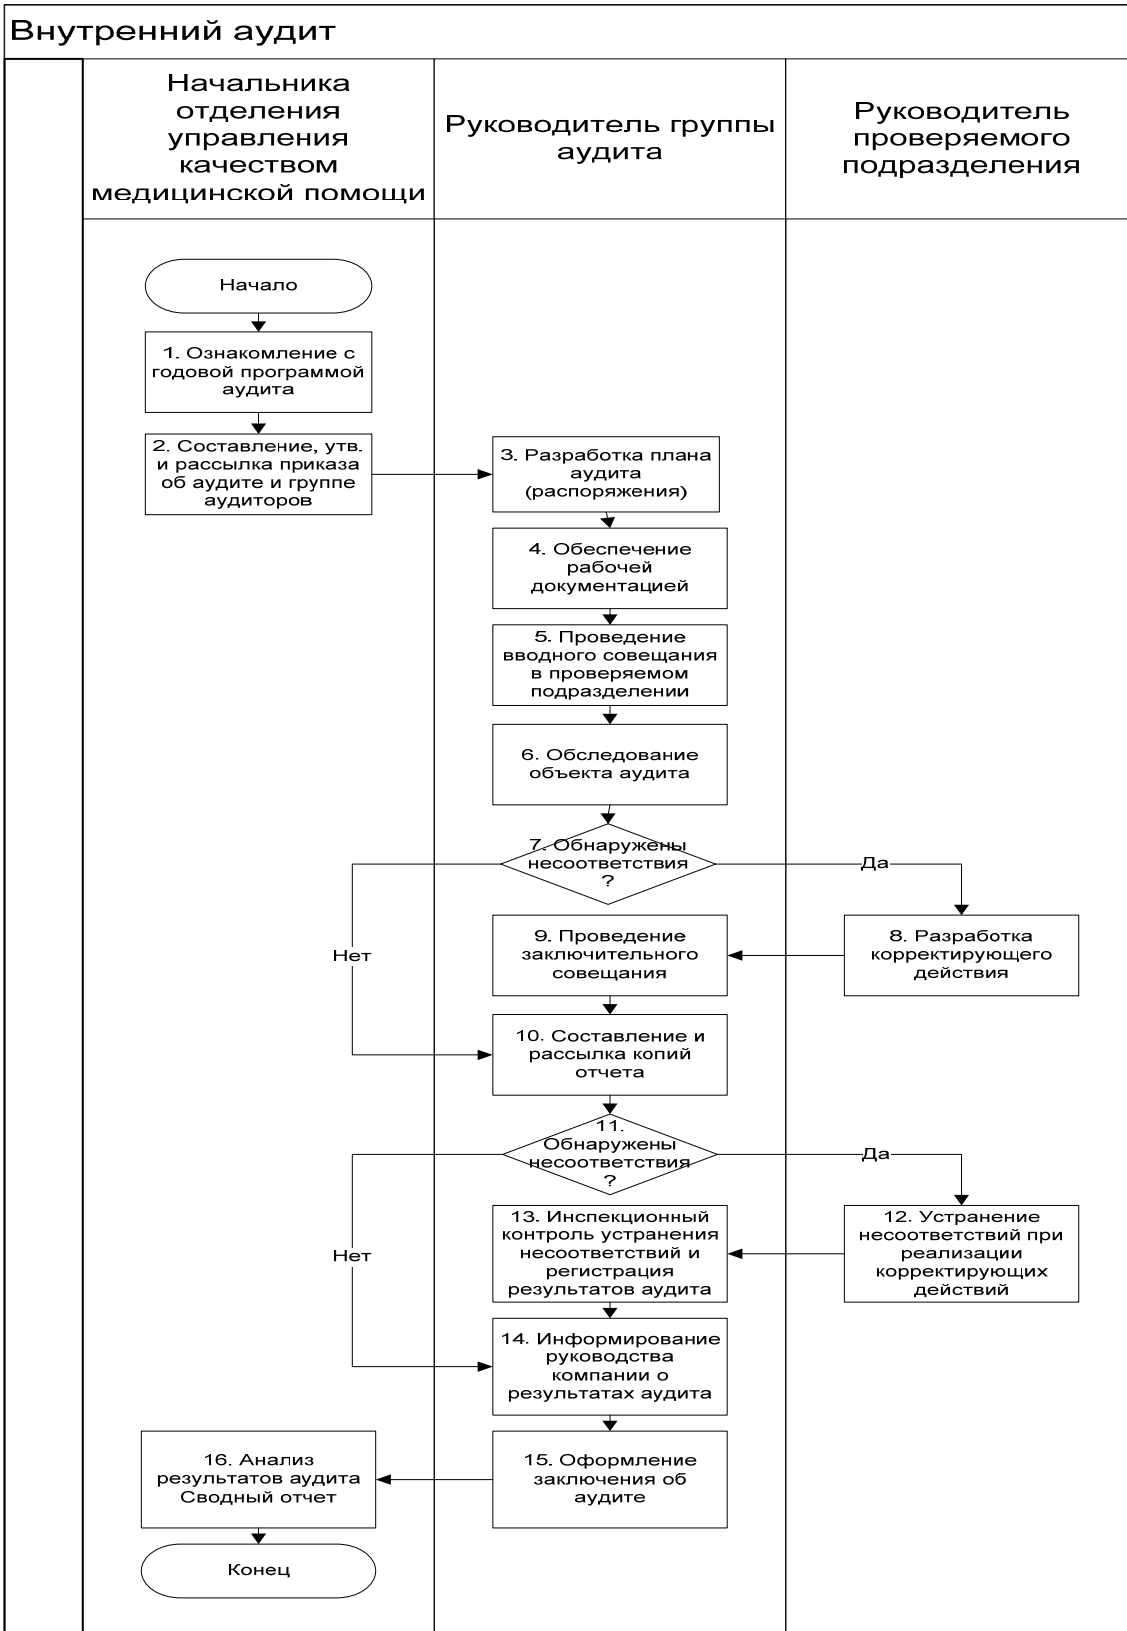 Внутренний аудит
Начальника
отделения
управления
качеством
медицинской помощи
Руководитель группы
аудита
Руководитель
проверяемого
подразделения
Начало
1. Ознакомление с
годовой программой
аудита
2. Составление, утв.
и рассылка приказа
об аудите и группе
аудиторов
3. Разработка плана
аудита
(распоряжения)
4. Обеспечение
рабочей
документацией
5. Проведение
вводного совещания
в проверяемом
подразделении
6. Обследование
объекта аудита
7. Обнаружены
несоответствия
?
Да
Нет
8. Разработка
корректирующего
действия
9. Проведение
заключительного
совещания
10. Составление и
рассылка копий
отчета
11.
Обнаружены
несоответствия
?
Да
Нет
12. Устранение
несоответствий при
реализации
корректирующих
действий
13. Инспекционный
контроль устранения
несоответствий и
регистрация
результатов аудита
14. Информирование
руководства
компании о
результатах аудита
15. Оформление
заключения об
аудите
16. Анализ
результатов аудита
Сводный отчет
Конец